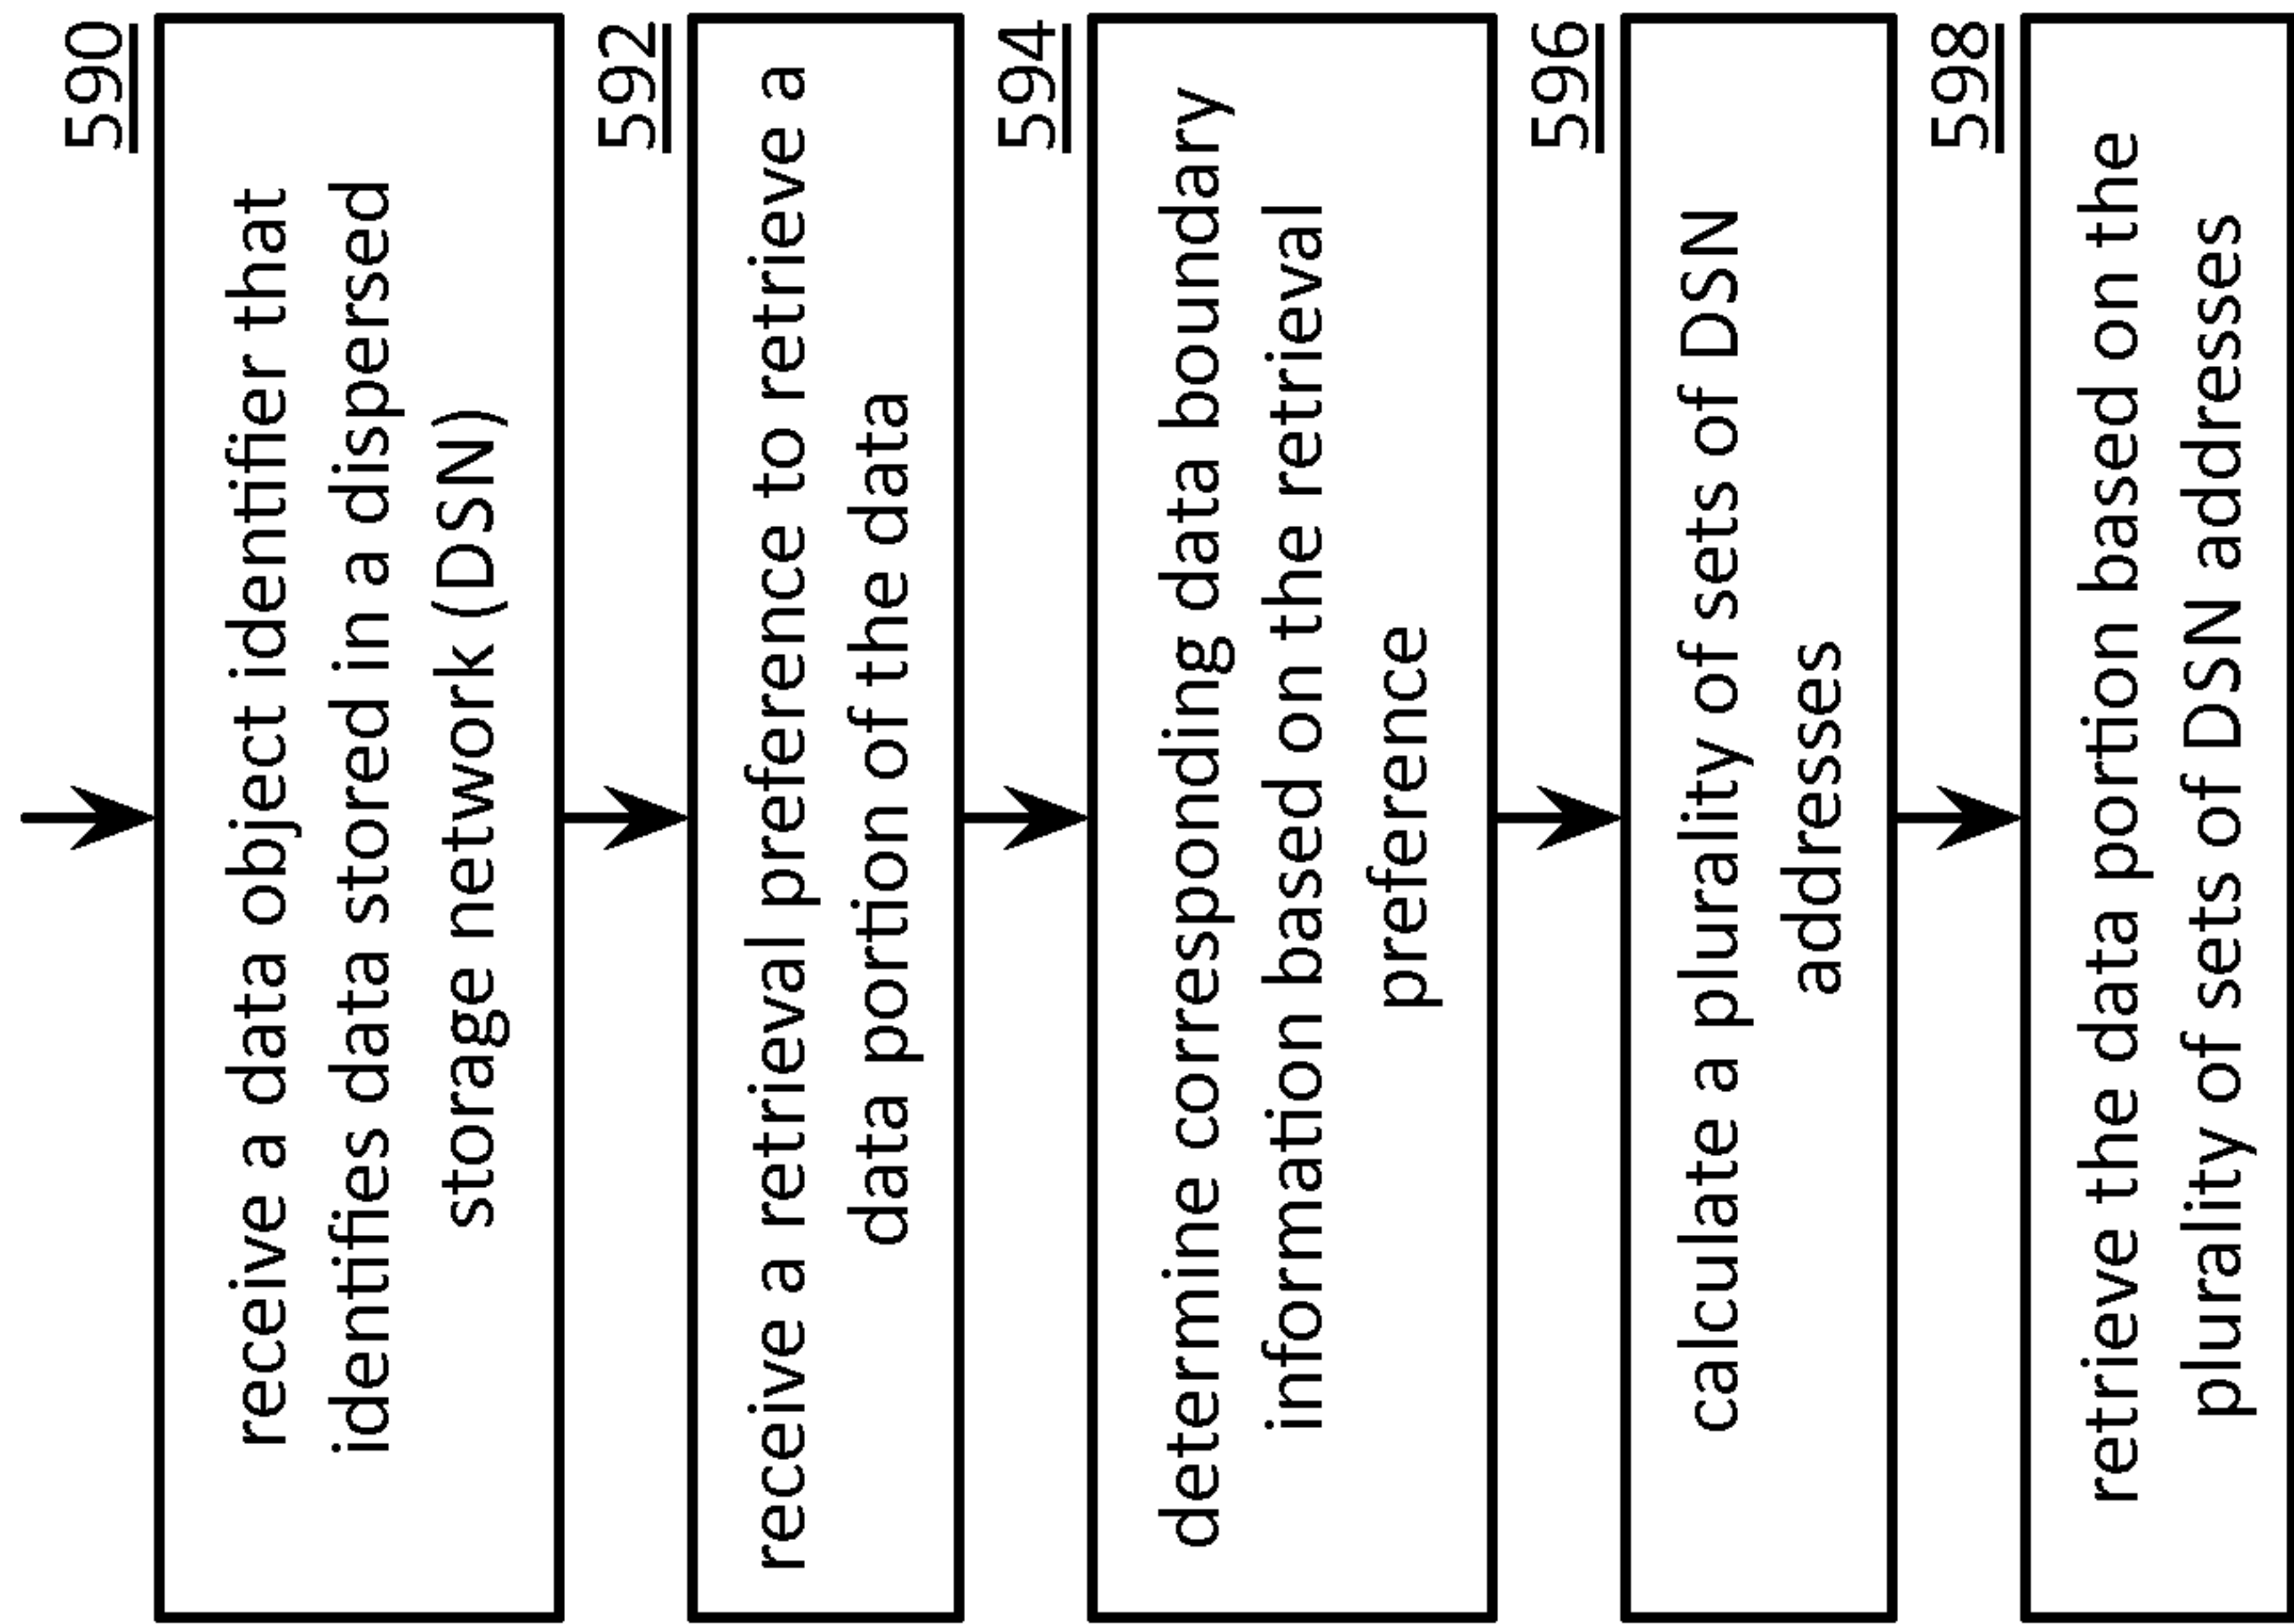 590
receive a data object identifier that
identifies data stored in a dispersed
storage network (DSN)
592
receive a retrieval preference to retrieve a
data portion of the data
594
determine corresponding data boundary
information based on the retrieval
preference
596
calculate a plurality of sets of DSN
addresses
598
retrieve the data portion based on the
plurality of sets of DSN addresses